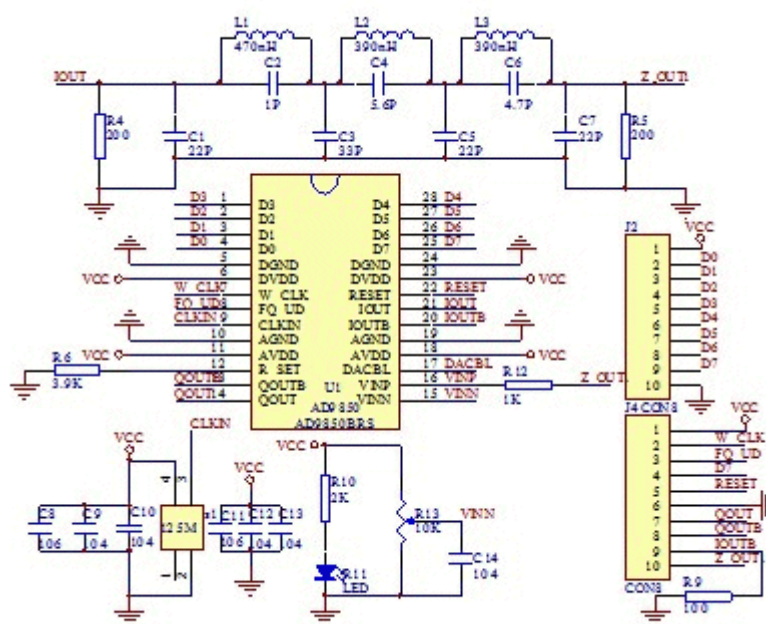 L1 L2 L3
470nH 390nH 390nH
C2 C4 C6
IOUT Z_OUT1
1P 5.6P 4.7P
R4 200
C1 22P
C3 33P
C5 22P
C7 22P
R5 200
D3 1 D3 D4 28 D4
D2 2 D2 D5 27 D5
D1 3 D1 D6 26 D6
D0 4 D0 D7 25 D7
5 DGND DGND 24
VCC 6 DVDD DVDD 23 VCC
W_CLK 7 W_CLK RESET 22 RESET
FQ_UD 8 FQ_UD IOUT 21 IOUT
CLKIN 9 CLKIN IOUTB 20 IOUTB
10 AGND AGND 19
VCC 11 AVDD AVDD 18 VCC
R6 3.9K 12 R_SET DACBL 17 DACBL
QOUTB 13 QOUTB VINP 16 VINP R12 1K Z_OUT1
QOUT 14 QOUT VINN 15 VINN
U1
AD9850
AD9850BRS
J2
VCC
1
2 D0
3 D1
4 D2
5 D3
6 D4
7 D5
8 D6
9 D7
10
J4 CON8
VCC
1
2 W_CLK
3 FQ_UD
4 D7
5 RESET
6
7 QOUT
8 QOUTB
9 IOUTB
10 Z_OUT1
CON8
R9
100
CLKIN
VCC
4 3
C8 106
C9 104
C10 104
125M
1 2
VCC
C11 106
C12 104
C13 104
VCC
R10
2K
R11
LED
R13
10K
VINN
C14
104